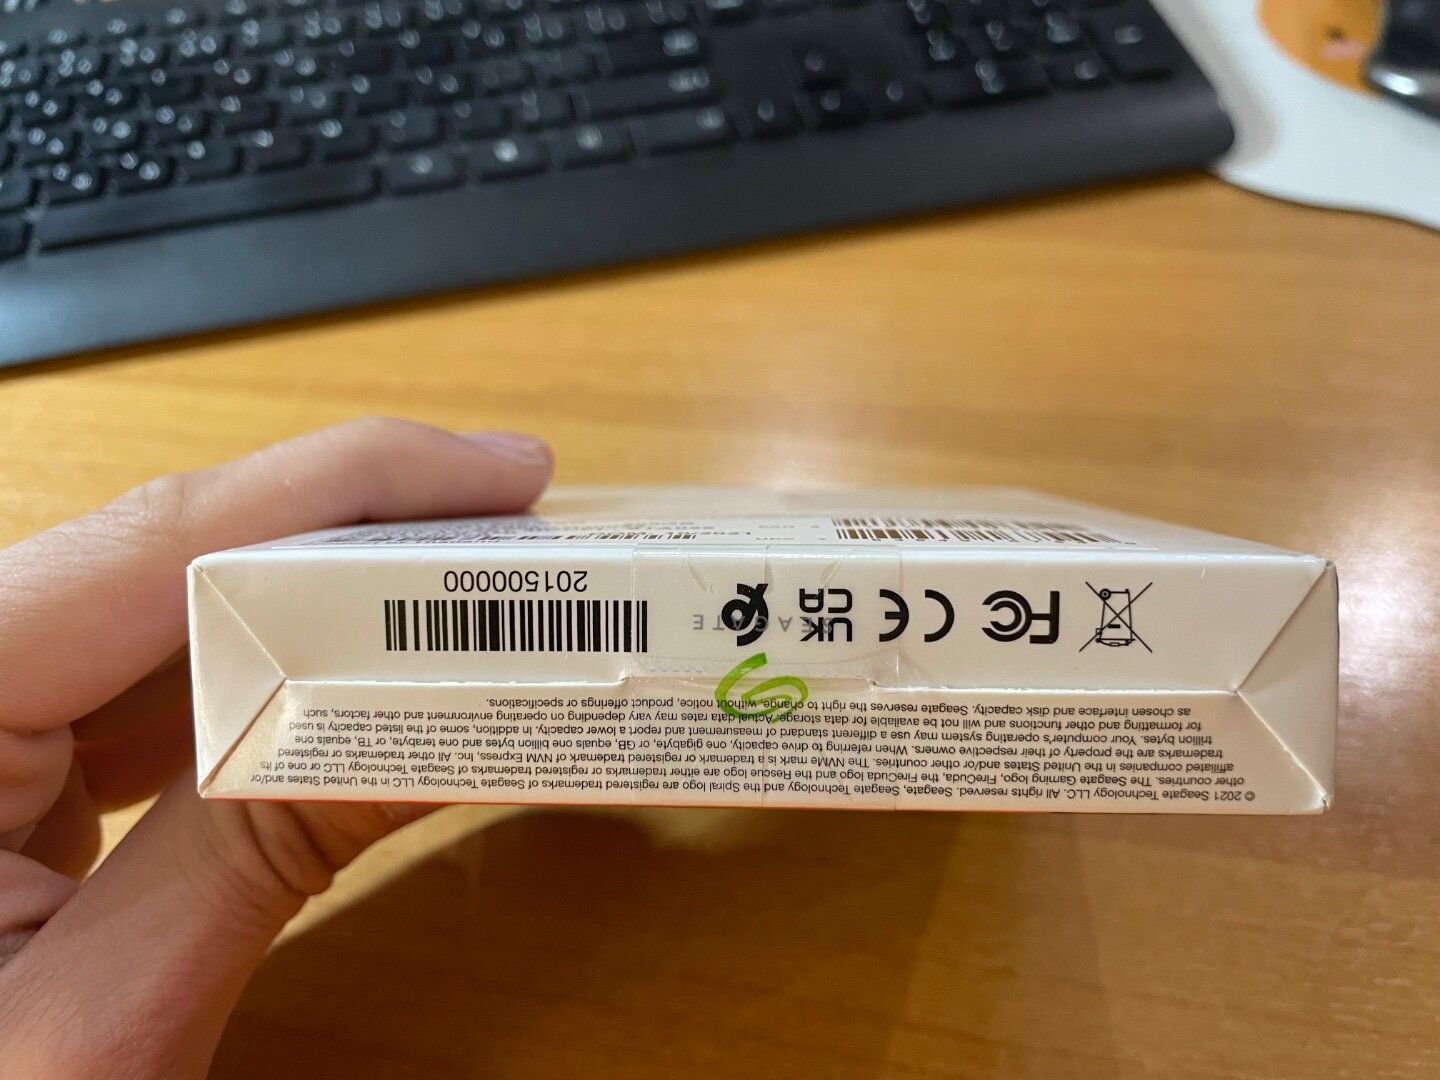 © 2021 Seagate Technology LLC. All rights reserved. Seagate, Seagate Technology and the Spiral logo are registered trademarks of Seagate Technology LLC in the United States and/or
other countries. The Seagate Gaming logo, FireCuda, the FireCuda logo and the Rescue logo are either trademarks or registered trademarks of Seagate Technology LLC or one of its
affiliated companies in the United States and/or other countries. The NVMe mark is a trademark or registered trademark of NVM Express, Inc. All other trademarks or registered
trademarks are the property of their respective owners. When referring to drive capacity, one gigabyte, or GB, equals one billion bytes and one terabyte, or TB, equals one
trillion bytes. Your computer's operating system may use a different standard of measurement and report a lower capacity. In addition, some of the listed capacity is used
for formatting and other functions and will not be available for data storage. Actual data rates may vary depending on operating environment and other factors, such
as chosen interface and disk capacity. Seagate reserves the right to change, without notice, product offerings or specifications.
FC CE UK CA
SEAGATE
201500000